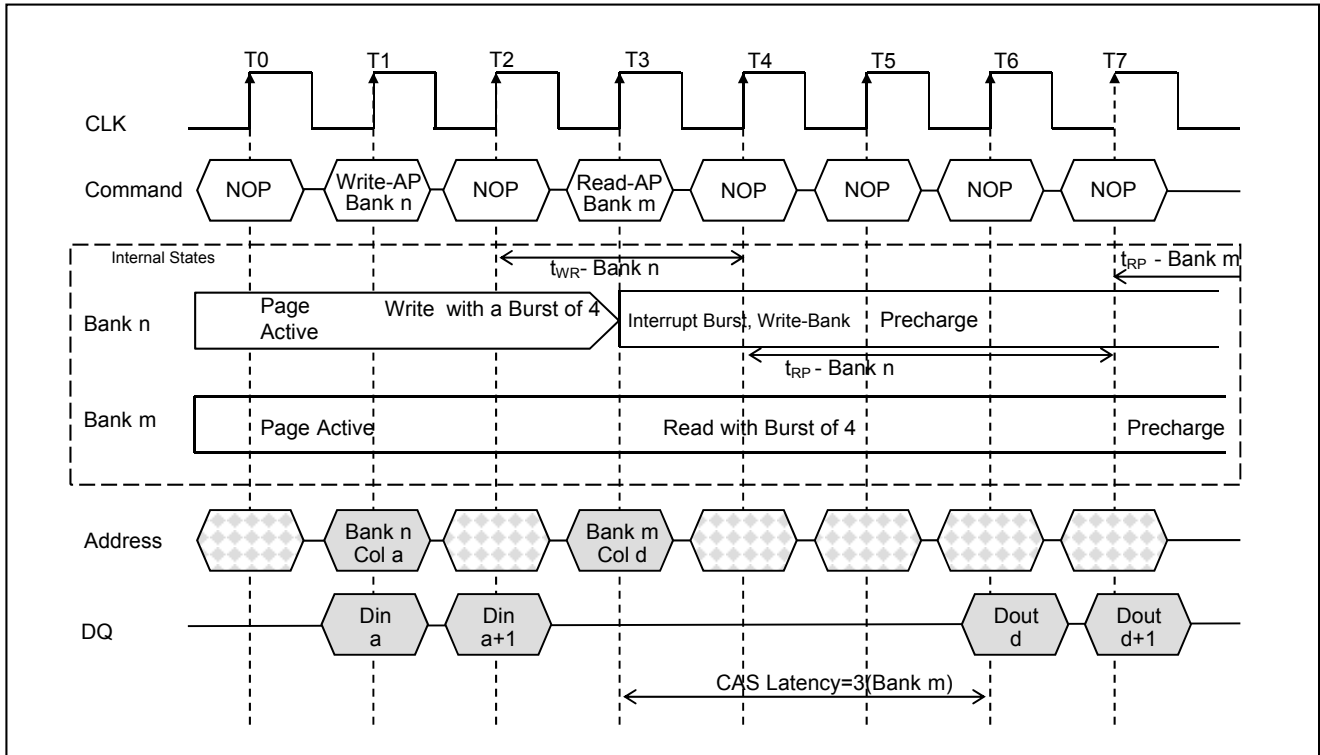 T0 T1 T2 T3 T4 T5 T6 T7
CLK
Command NOP Write-AP Bank n NOP Read-AP Bank m NOP NOP NOP NOP
Internal States
tWR- Bank n
tRP - Bank m
Bank n Page Active Write with a Burst of 4 Interrupt Burst, Write-Bank Precharge
tRP - Bank n
Bank m Page Active Read with Burst of 4 Precharge
Address Bank n Col a Bank m Col d
DQ Din a Din a+1 Dout d Dout d+1
CAS Latency=3(Bank m)